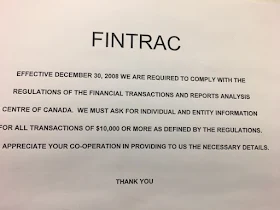 FINTRAC
EFFECTIVE DECEMBER 30, 2008 WE ARE REQUIRED TO COMPLY WITH THE
REGULATIONS OF THE FINANCIAL TRANSACTIONS AND REPORTS ANALYSIS
CENTRE OF CANADA. WE MUST ASK FOR INDIVIDUAL AND ENTITY INFORMATION
FOR ALL TRANSACTIONS OF $10,000 OR MORE AS DEFINED BY THE REGULATIONS.
APPRECIATE YOUR CO-OPERATION IN PROVIDING TO US THE NECESSARY DETAILS.
THANK YOU